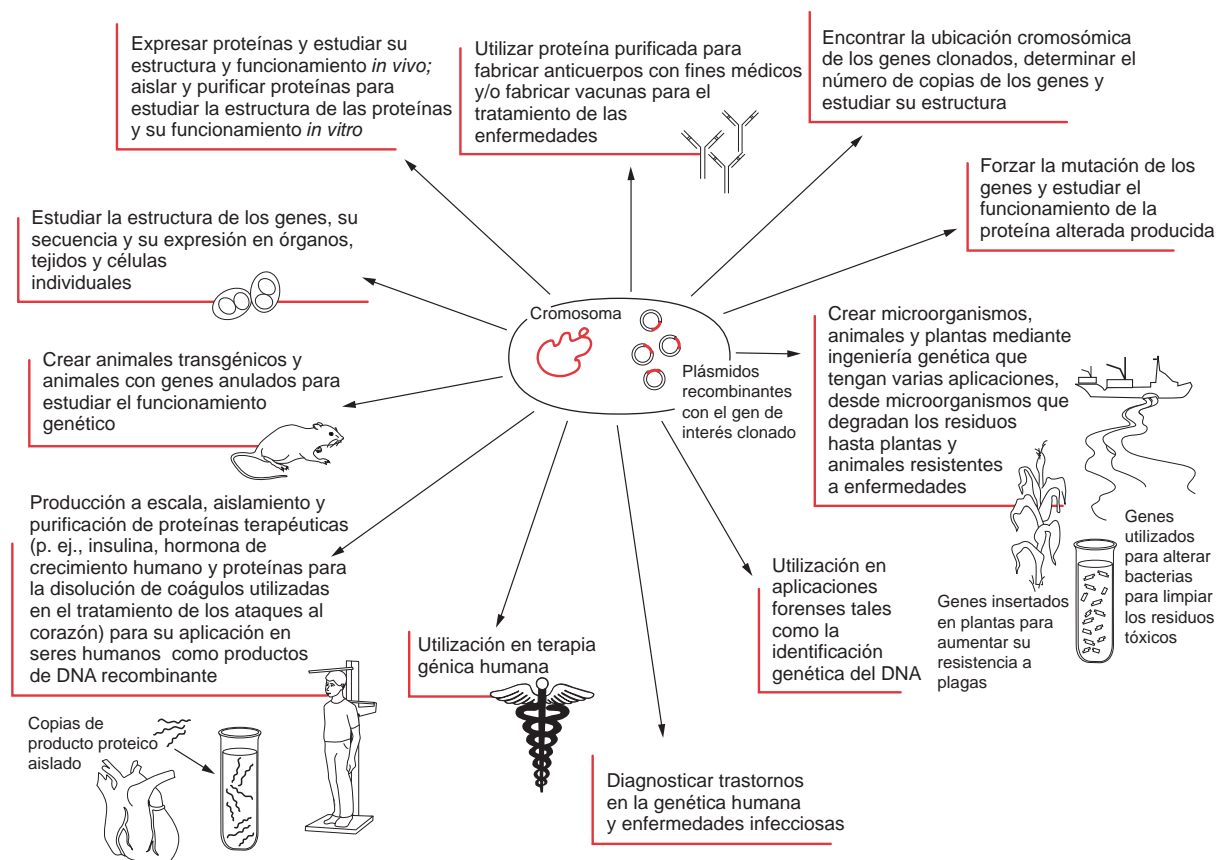 Expresar proteínas y estudiar su
estructura y funcionamiento in vivo;
aislar y purificar proteínas para
estudiar la estructura de las proteínas
y su funcionamiento in vitro
Utilizar proteína purificada para
fabricar anticuerpos con fines médicos
y/o fabricar vacunas para el
tratamiento de las
enfermedades
Encontrar la ubicación cromosómica
de los genes clonados, determinar el
número de copias de los genes y
estudiar su estructura
Forzar la mutación de los
genes y estudiar el
funcionamiento de la
proteína alterada producida
Estudiar la estructura de los genes, su
secuencia y su expresión en órganos,
tejidos y células
individuales
Cromosoma
Plásmidos
recombinantes
con el gen de
interés clonado
Crear microorganismos,
animales y plantas mediante
ingeniería genética que
tengan varias aplicaciones,
desde microorganismos que
degradan los residuos
hasta plantas y
animales resistentes
a enfermedades
Crear animales transgénicos y
animales con genes anulados para
estudiar el funcionamiento
genético
Producción a escala, aislamiento y
purificación de proteínas terapéuticas
(p. ej., insulina, hormona de
crecimiento humano y proteínas para
la disolución de coágulos utilizadas
en el tratamiento de los ataques al
corazón) para su aplicación en
seres humanos como productos
de DNA recombinante
Copias de
producto proteico
aislado
Utilización en terapia
génica humana
Diagnosticar trastornos
en la genética humana
y enfermedades infecciosas
Utilización en
aplicaciones
forenses tales
como la
identificación
genética del DNA
Genes insertados
en plantas para
aumentar su
resistencia a
plagas
Genes
utilizados
para alterar
bacterias
para limpiar
los residuos
tóxicos